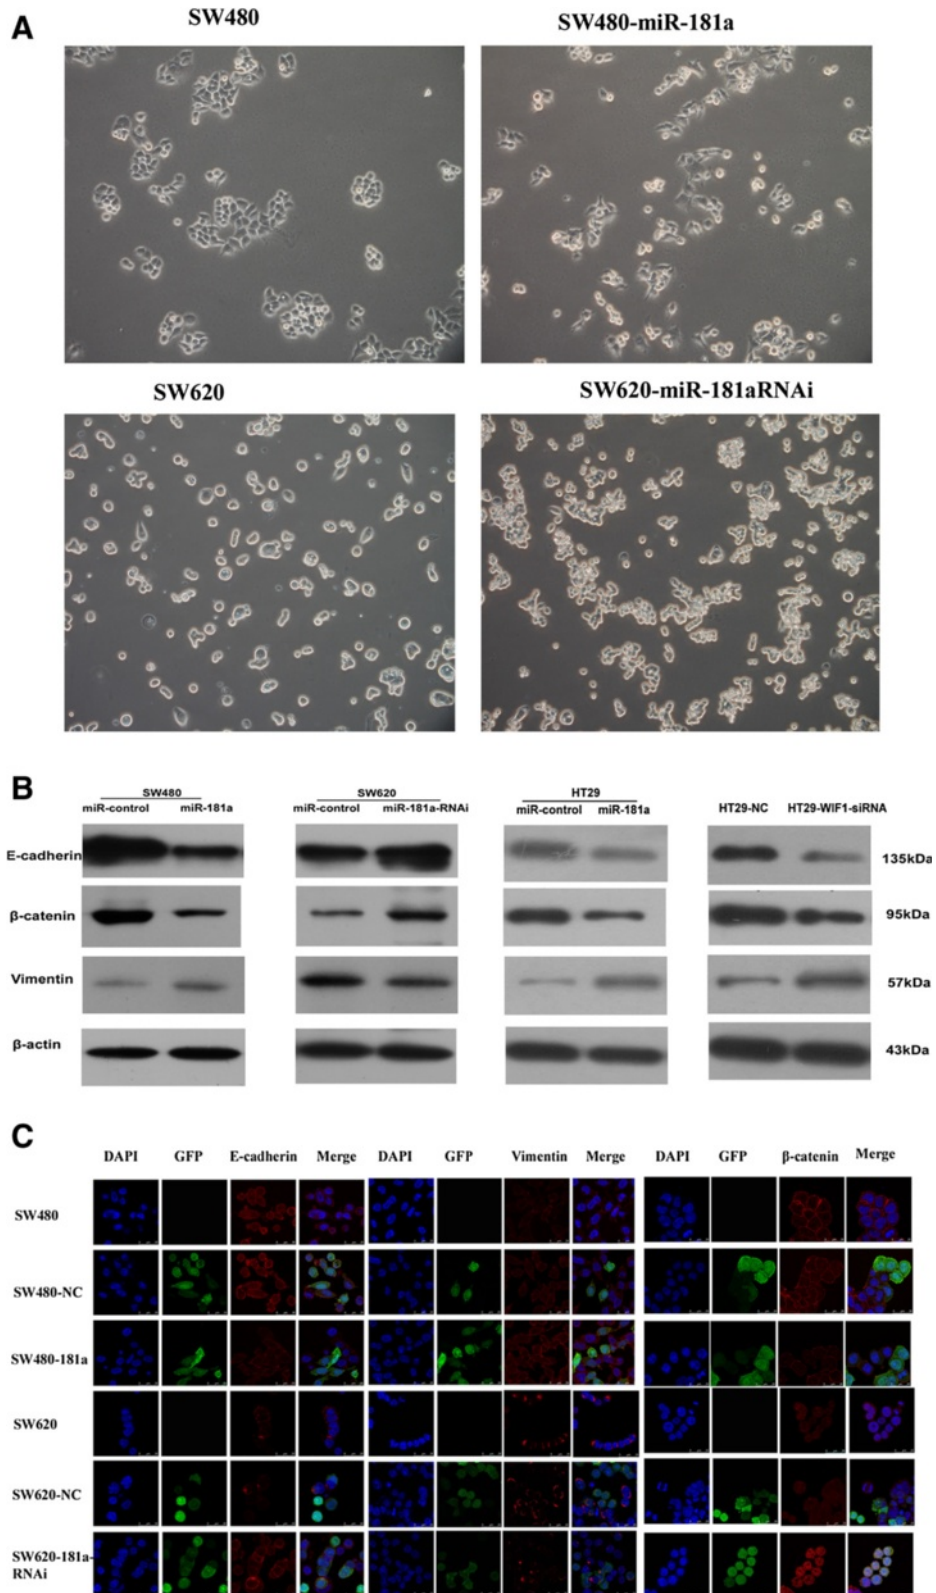 A
SW480
SW480-miR-181a
SW620
SW620-miR-181aRNAi
B
SW480
miR-control miR-181a
SW620
miR-control miR-181a-RNAi
HT29
miR-control miR-181a
HT29-NC HT29-WIF1-siRNA
E-cadherin
135kDa
β-catenin
95kDa
Vimentin
57kDa
β-actin
43kDa
C
DAPI GFP E-cadherin Merge DAPI GFP Vimentin Merge DAPI GFP β-catenin Merge
SW480
SW480-NC
SW480-181a
SW620
SW620-NC
SW620-181a-
RNAi